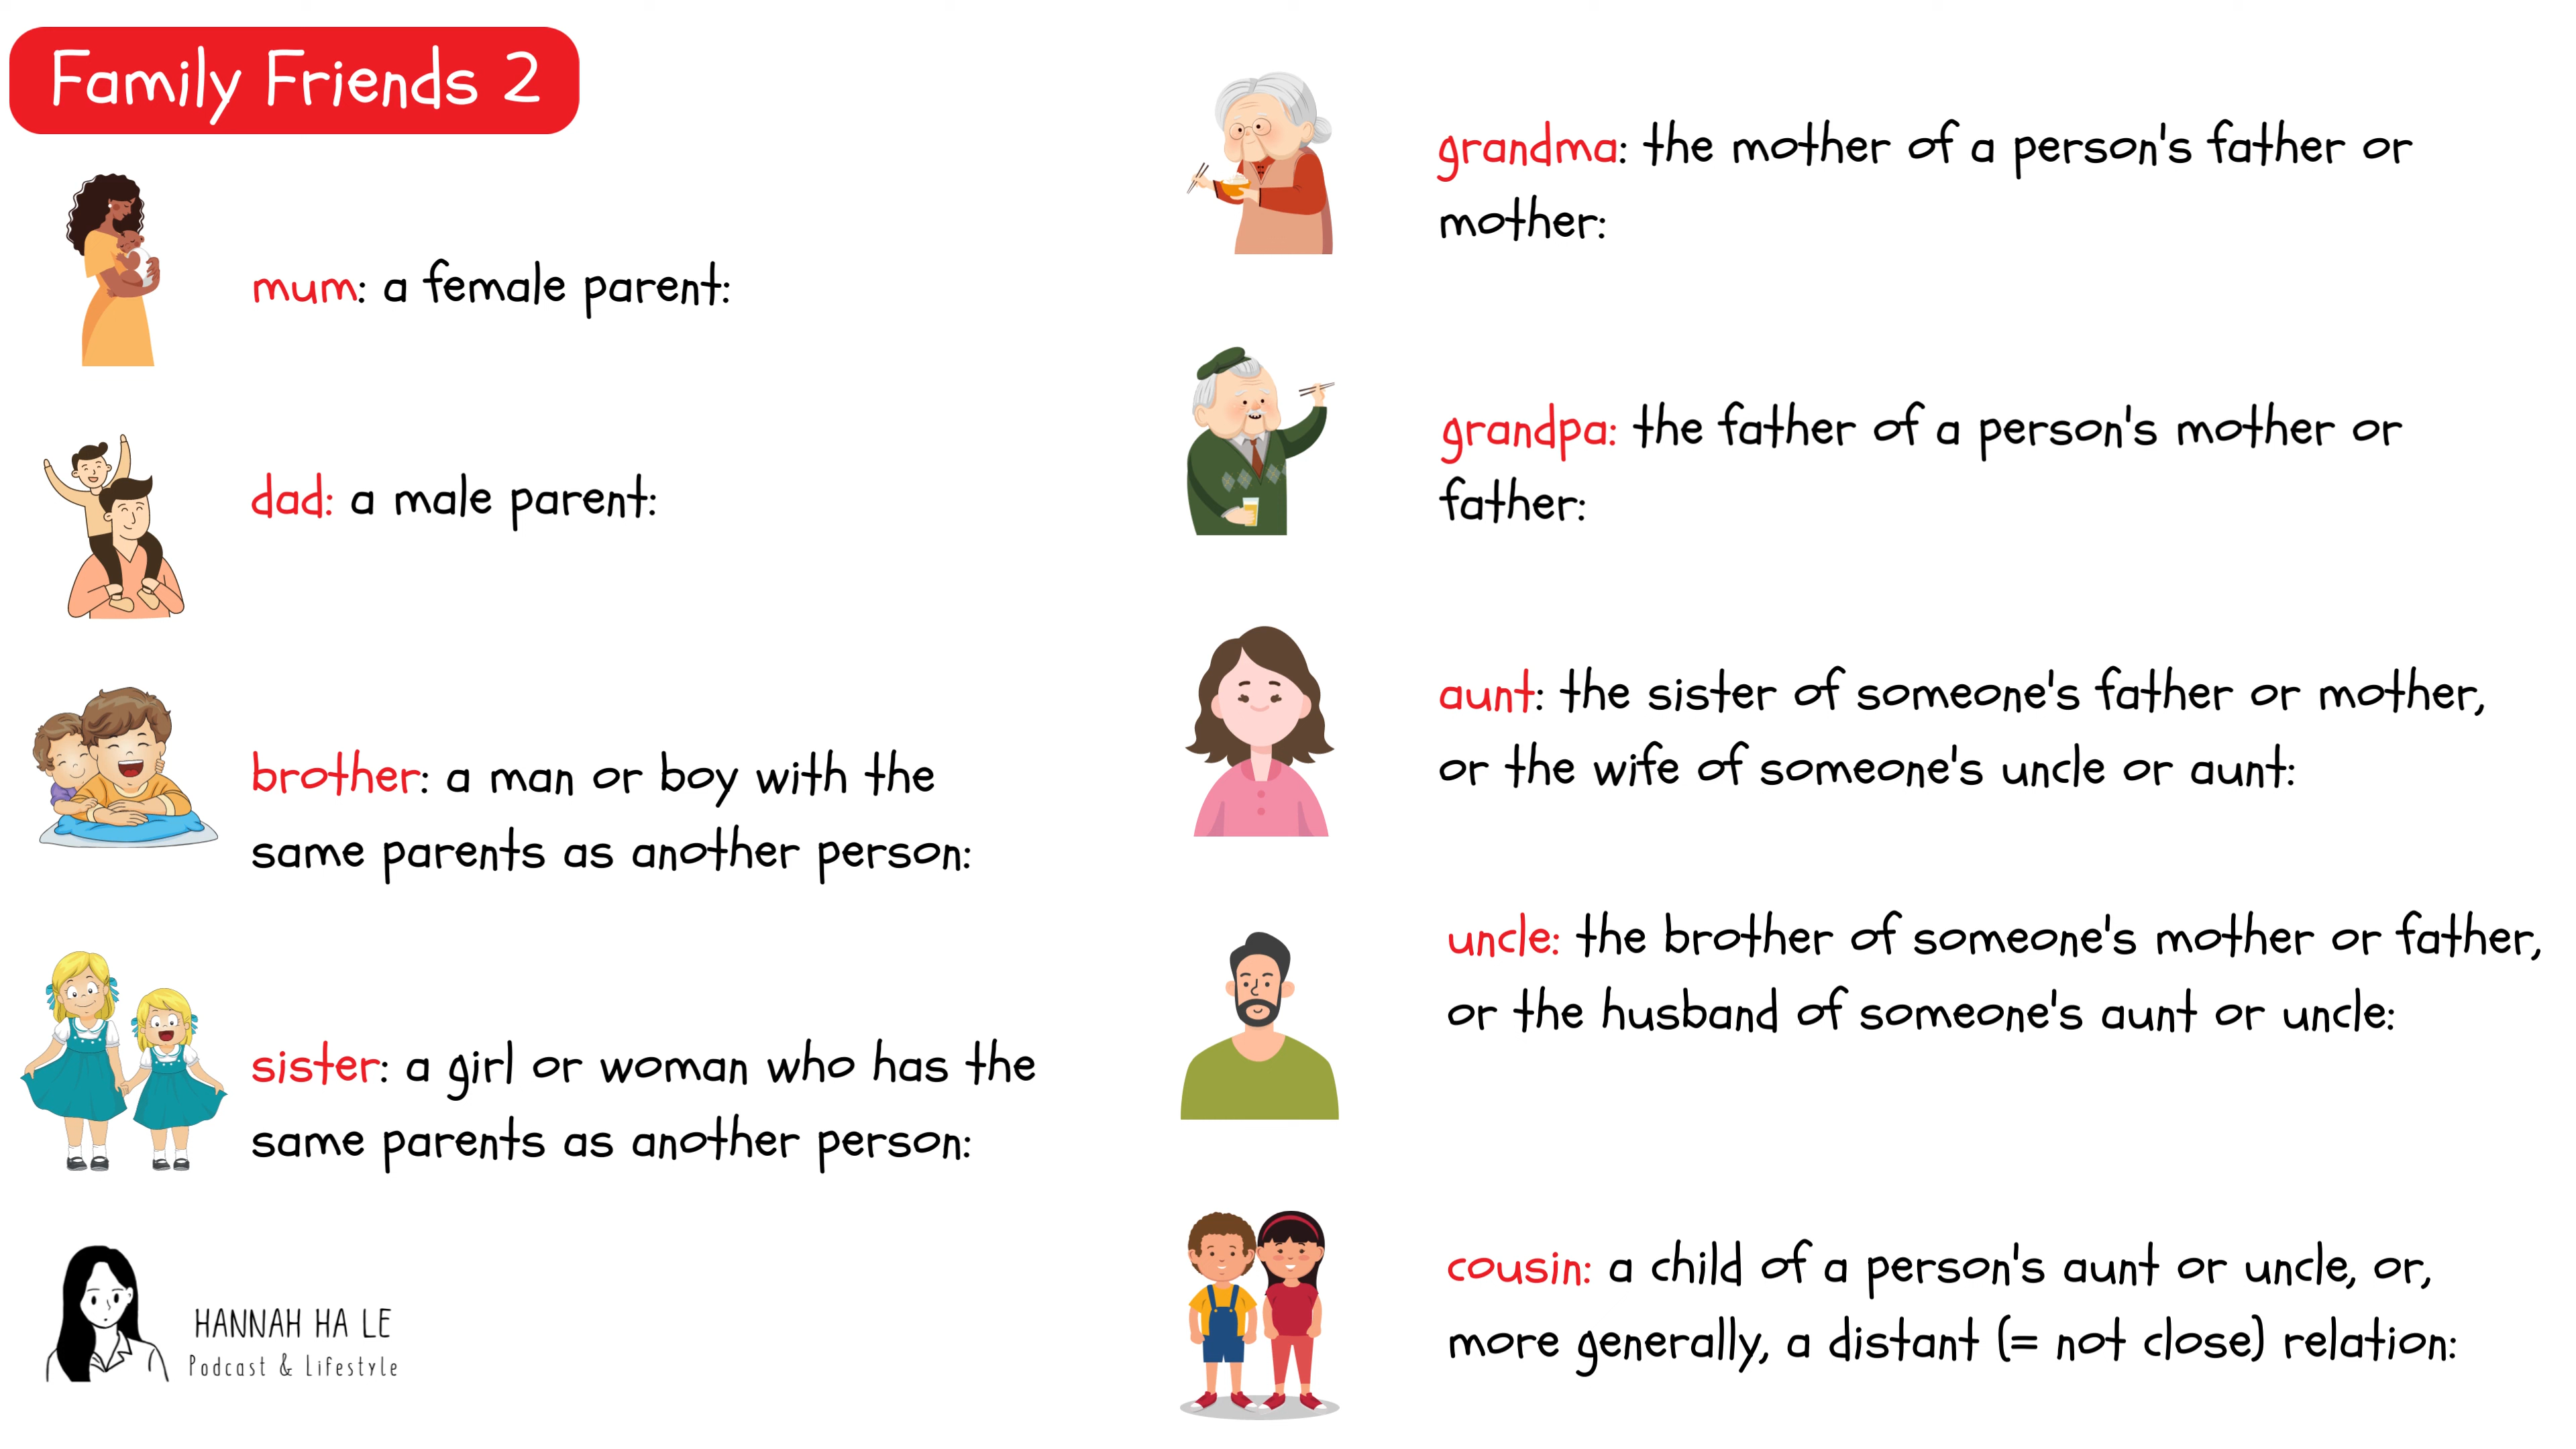 Family Friends 2
mum: a female parent:
dad: a male parent:
brother: a man or boy with the
same parents as another person:
sister: a girl or woman who has the
same parents as another person:
HANNAH HA LE
Podcast & Lifestyle
grandma: the mother of a person's father or
mother:
grandpa: the father of a person's mother or
father:
aunt: the sister of someone's father or mother,
or the wife of someone's uncle or aunt:
uncle: the brother of someone's mother or father,
or the husband of someone's aunt or uncle:
cousin: a child of a person's aunt or uncle, or,
more generally, a distant (= not close) relation: